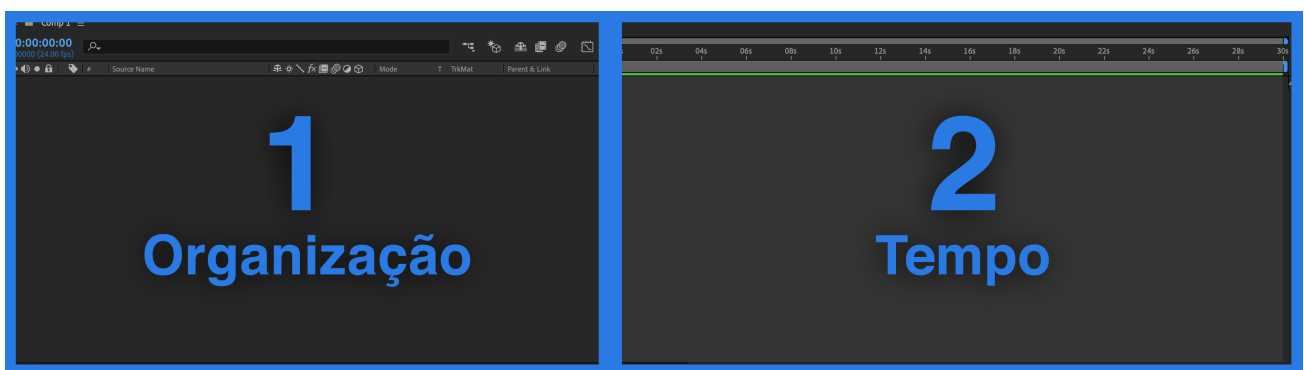 Comp 1
0:00:00:00
00000 (24.00 fps)
# Source Name fx Mode T TrkMat Parent & Link
1
Organização
02s 04s 06s 08s 10s 12s 14s 16s 18s 20s 22s 24s 26s 28s 30s
2
Tempo